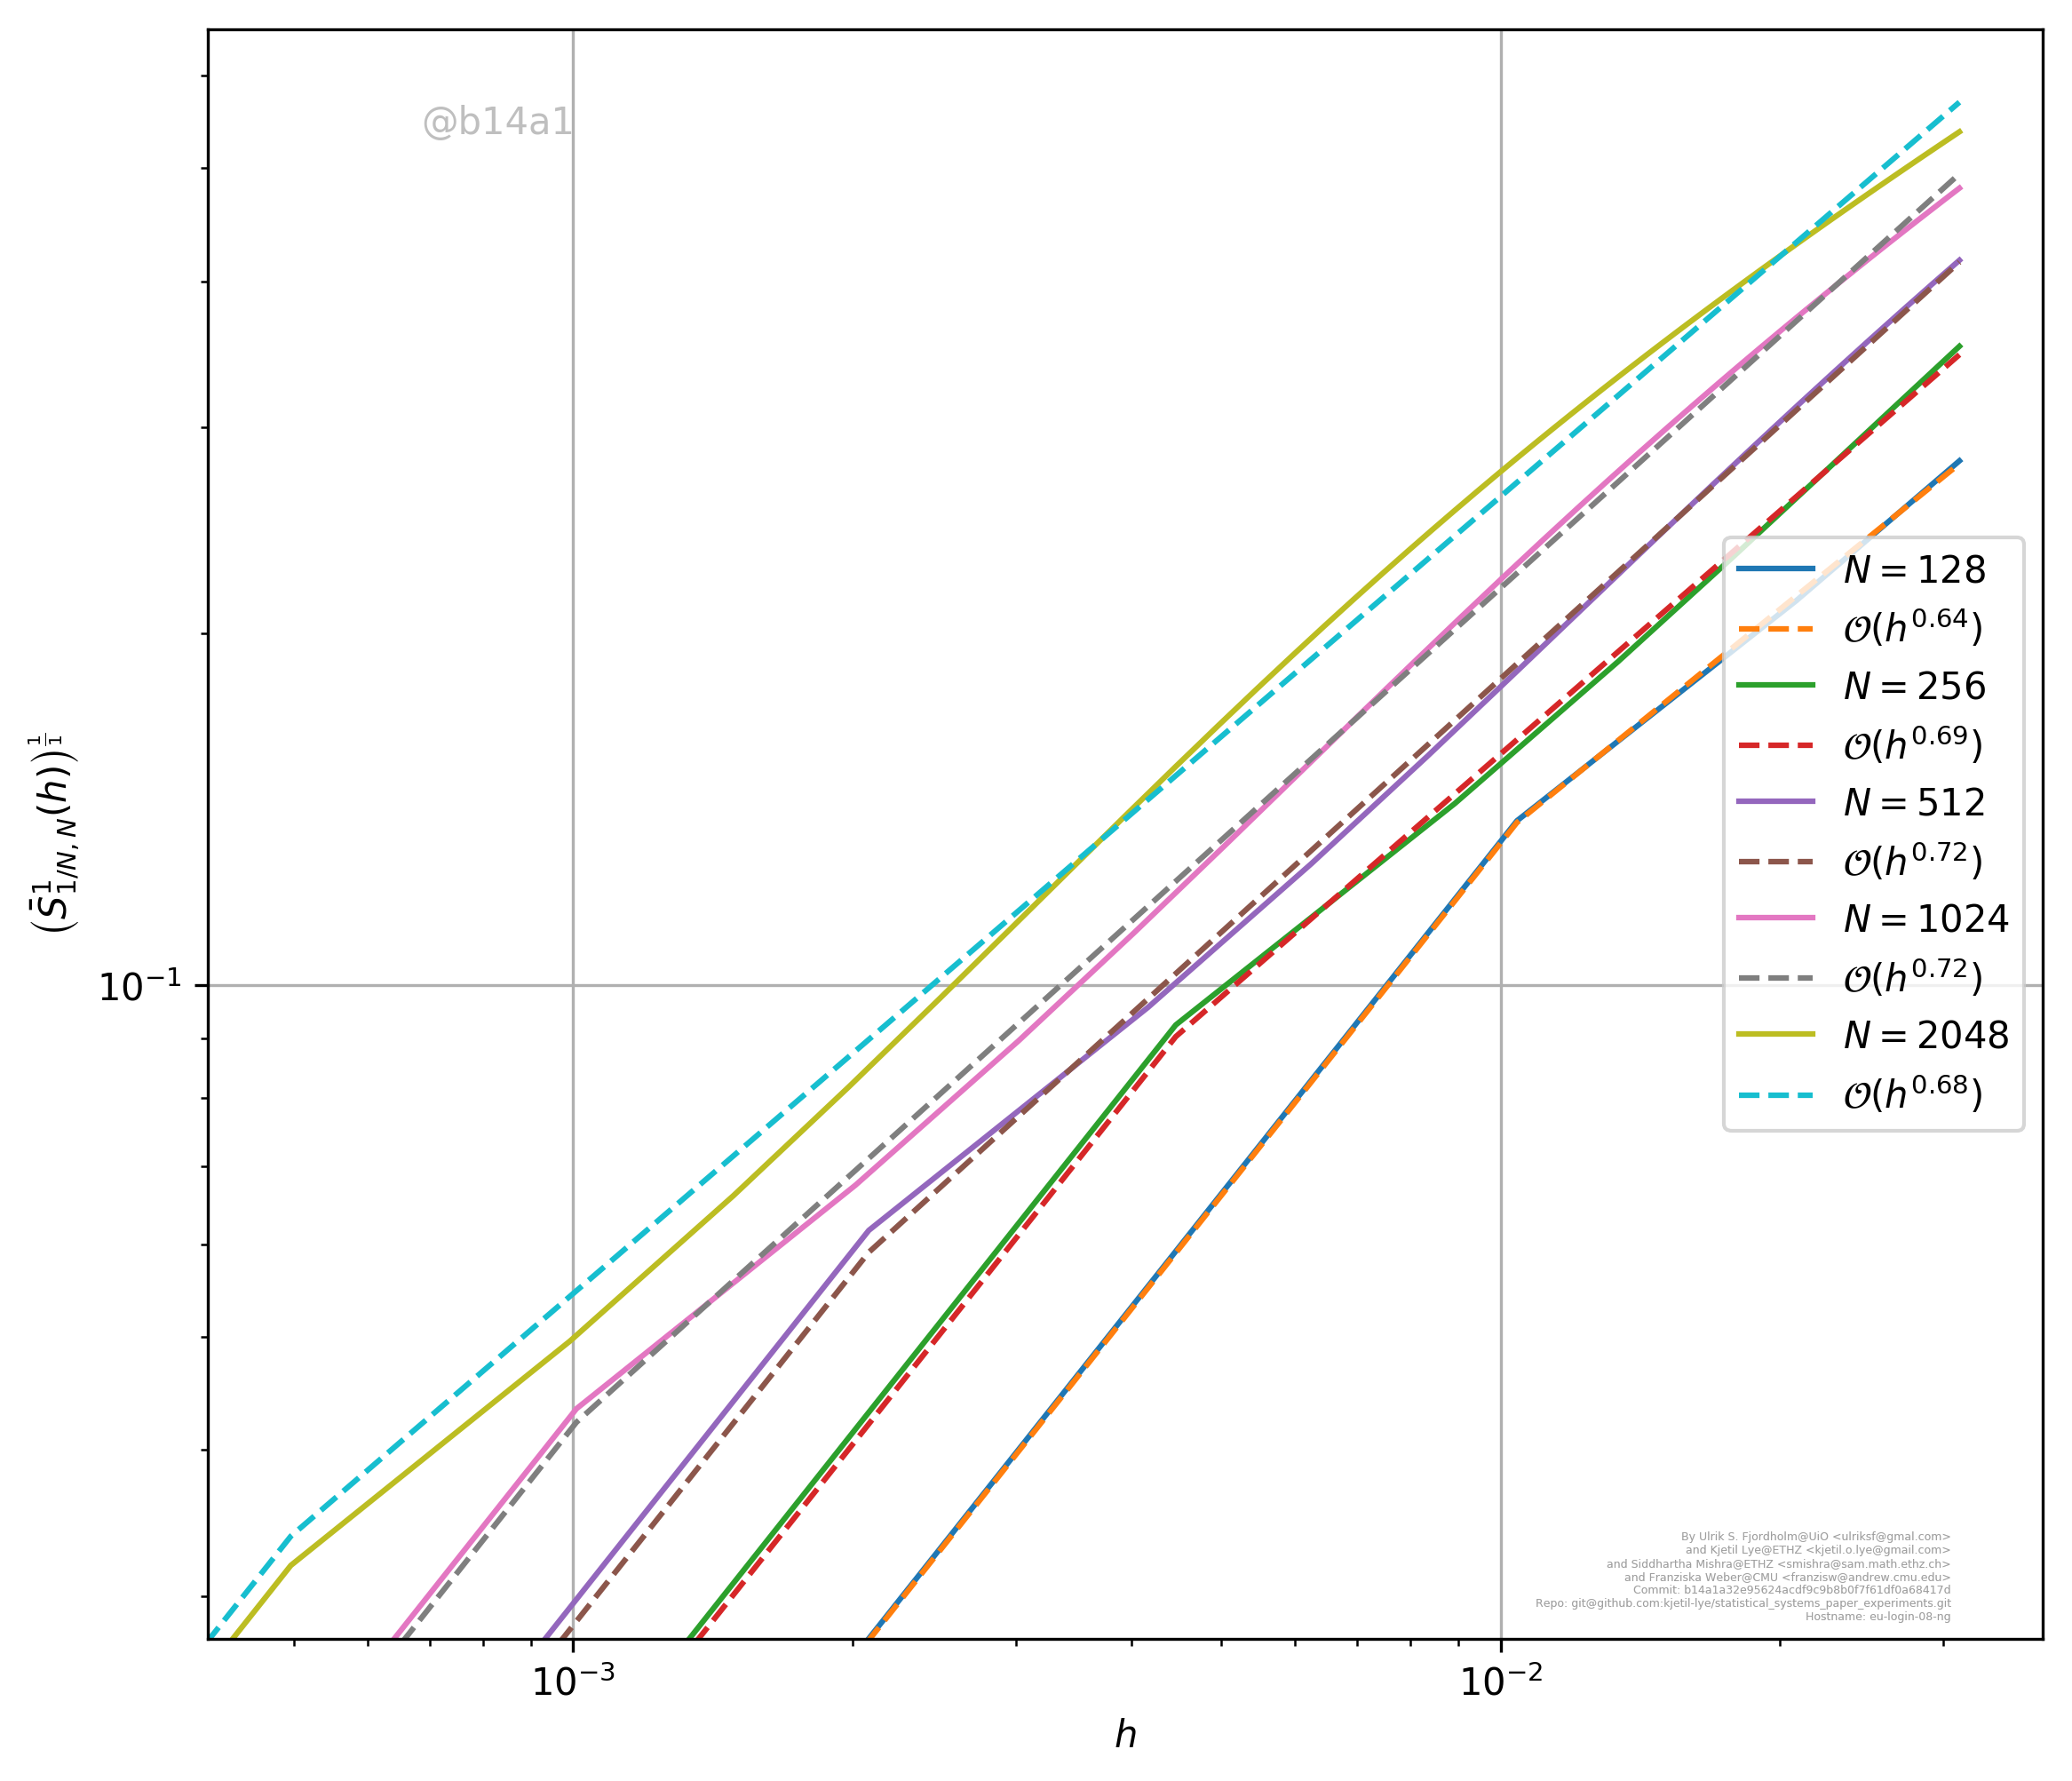 @b14a1
(S̄¹_{1/N, N}(h))^{1/1}
10⁻¹
N = 128
𝒪(h^{0.64})
N = 256
𝒪(h^{0.69})
N = 512
𝒪(h^{0.72})
N = 1024
𝒪(h^{0.72})
N = 2048
𝒪(h^{0.68})
By Ulrik S. Fjordholm@UiO <ulriksf@gmal.com>
and Kjetil Lye@ETHZ <kjetil.o.lye@gmail.com>
and Siddhartha Mishra@ETHZ <smishra@sam.math.ethz.ch>
and Franziska Weber@CMU <franzisw@andrew.cmu.edu>
Commit: b14a1a32e95624acdf9c9b8b0f7f61df0a68417d
Repo: git@github.com:kjetil-lye/statistical_systems_paper_experiments.git
Hostname: eu-login-08-ng
10⁻³ 10⁻²
h